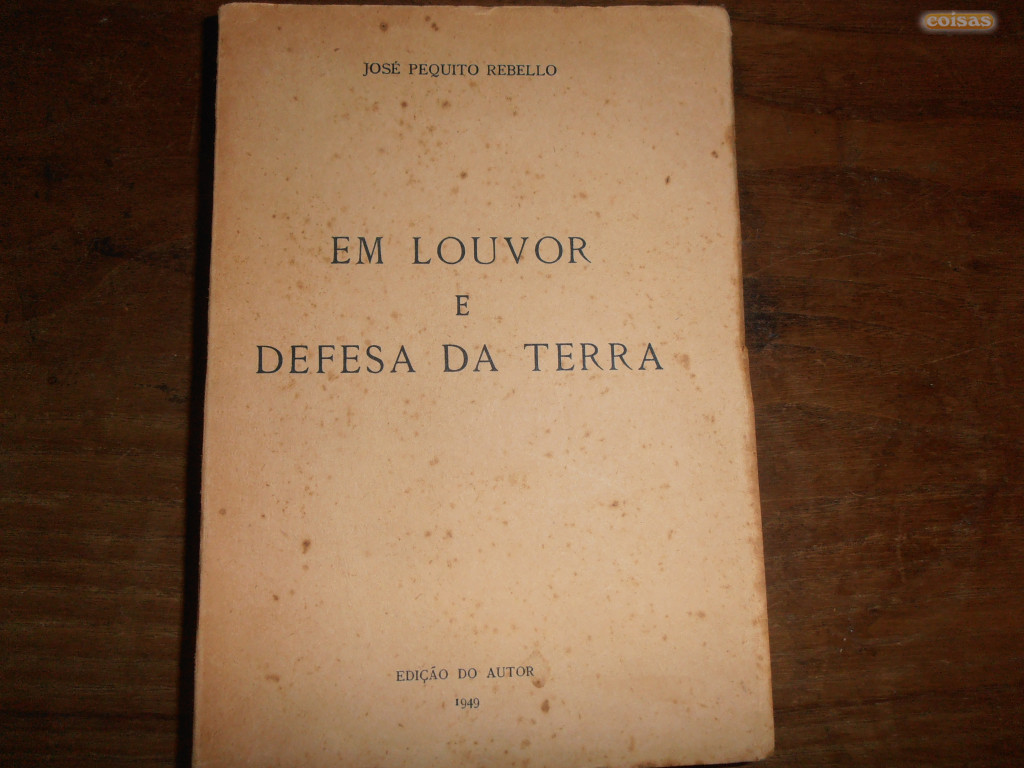 coisas
JOSÉ PEQUITO REBELLO
EM LOUVOR
E
DEFESA DA TERRA
EDIÇÃO DO AUTOR
1949